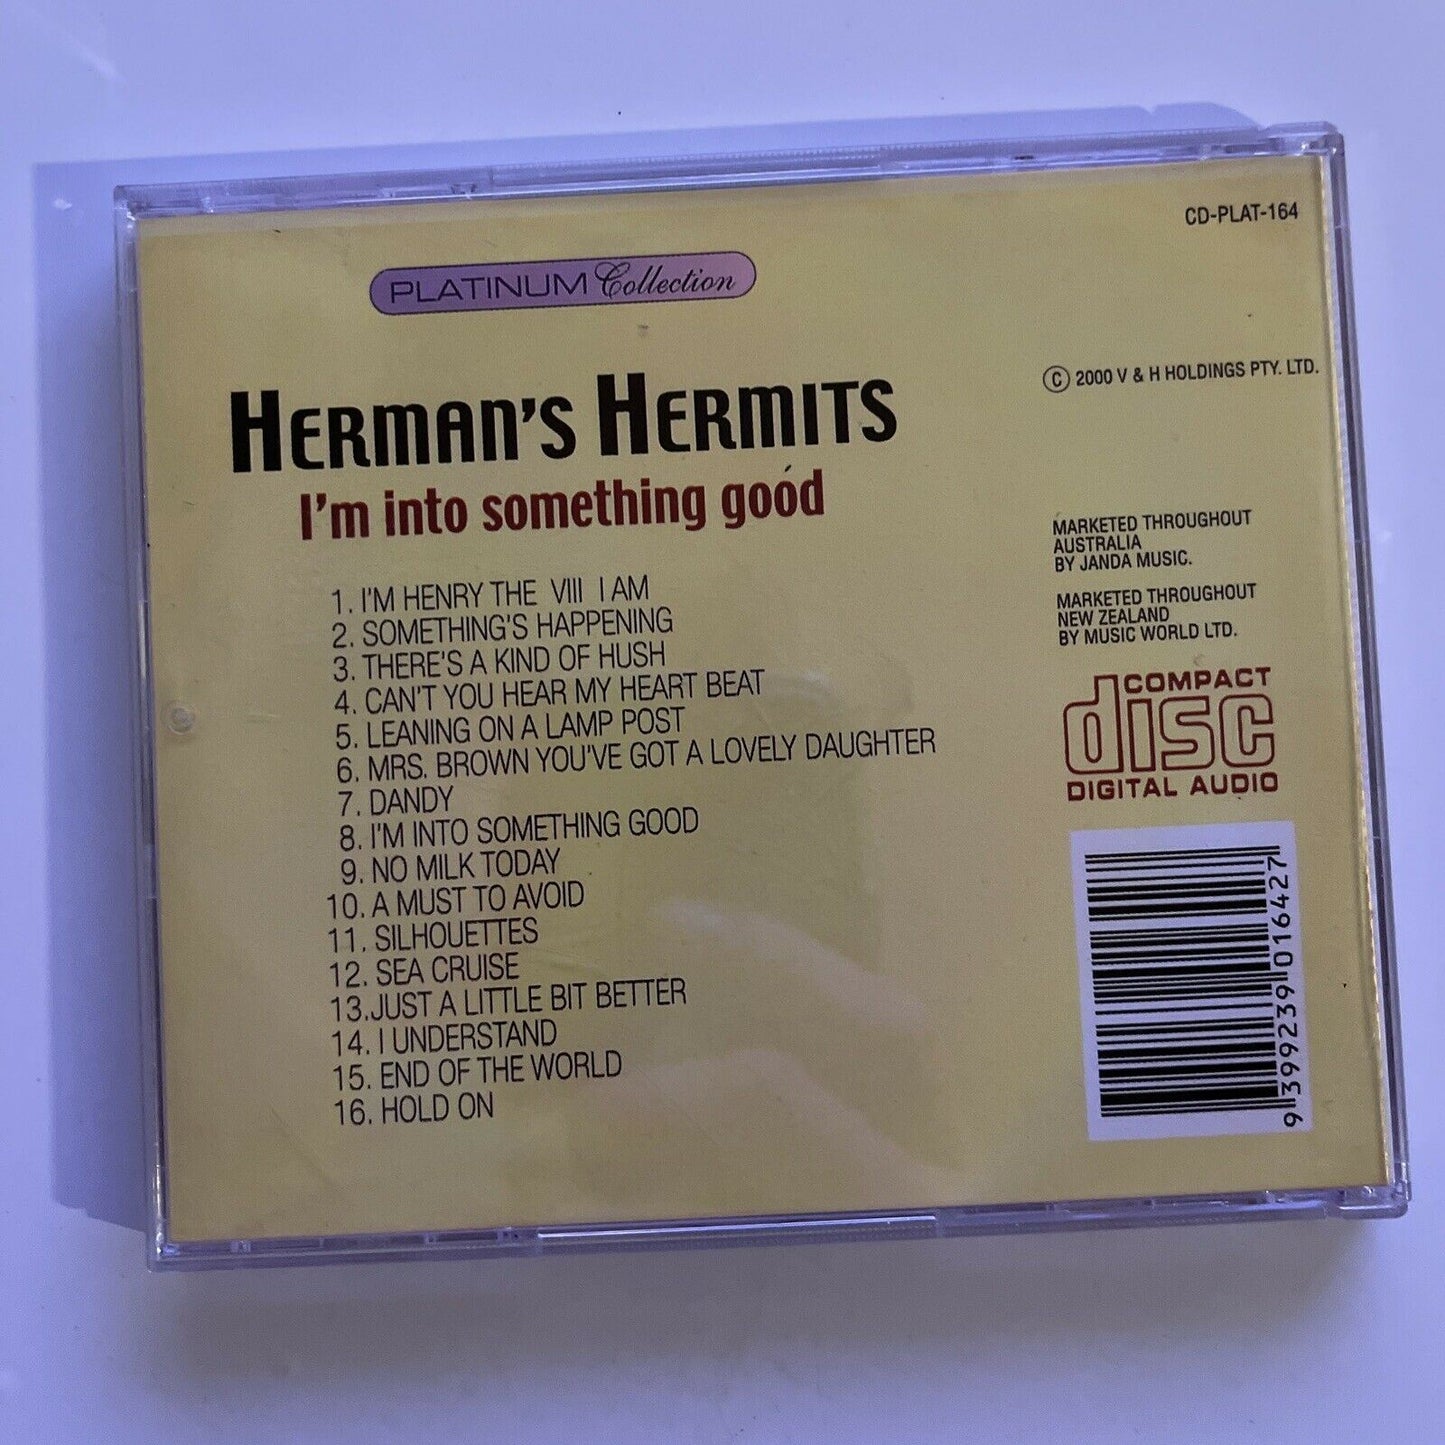 CD-PLAT-164
PLATINUM Collection
HERMAN'S HERMITS
I'm into something good
1. I'M HENRY THE VIII I AM
2. SOMETHING'S HAPPENING
3. THERE'S A KIND OF HUSH
4. CAN'T YOU HEAR MY HEART BEAT
5. LEANING ON A LAMP POST
6. MRS. BROWN YOU'VE GOT A LOVELY DAUGHTER
7. DANDY
8. I'M INTO SOMETHING GOOD
9. NO MILK TODAY
10. A MUST TO AVOID
11. SILHOUETTES
12. SEA CRUISE
13.JUST A LITTLE BIT BETTER
14. I UNDERSTAND
15. END OF THE WORLD
16. HOLD ON
© 2000 V & H HOLDINGS PTY. LTD.
MARKETED THROUGHOUT
AUSTRALIA
BY JANDA MUSIC.
MARKETED THROUGHOUT
NEW ZEALAND
BY MUSIC WORLD LTD.
COMPACT
disc
DIGITAL AUDIO
9399239016427